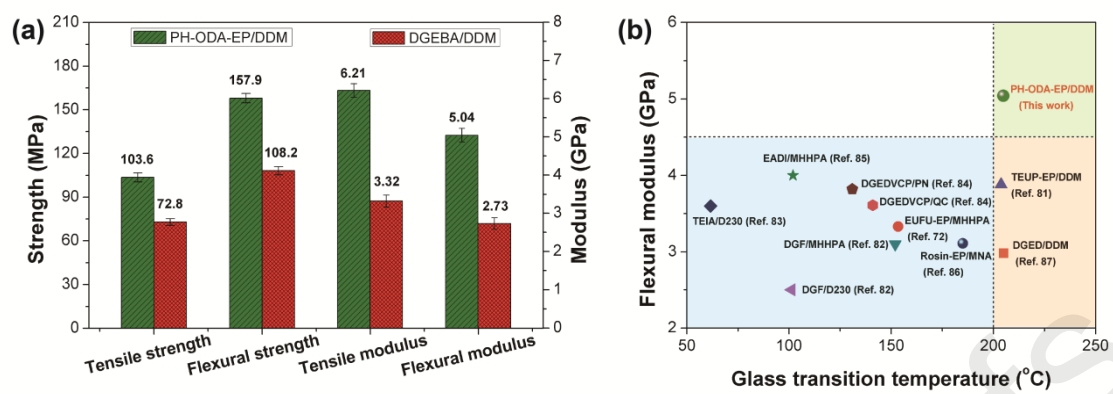 (a)
PH-ODA-EP/DDM
DGEBA/DDM
Strength (MPa)
210
180
150
120
90
60
30
0
103.6
72.8
157.9
108.2
6.21
3.32
5.04
2.73
8
7
6
5
4
3
2
1
0
Modulus (GPa)
Tensile strength
Flexural strength
Tensile modulus
Flexural modulus
(b)
Flexural modulus (GPa)
6
5
4
3
2
PH-ODA-EP/DDM
(This work)
EADI/MHHPA (Ref. 85)
DGEDVCP/PN (Ref. 84)
DGEDVCP/QC (Ref. 84)
TEIA/D230 (Ref. 83)
EUFU-EP/MHHPA
(Ref. 72)
DGF/MHHPA (Ref. 82)
Rosin-EP/MNA
(Ref. 86)
DGF/D230 (Ref. 82)
TEUP-EP/DDM
(Ref. 81)
DGED/DDM
(Ref. 87)
50
100
150
200
250
Glass transition temperature (°C)